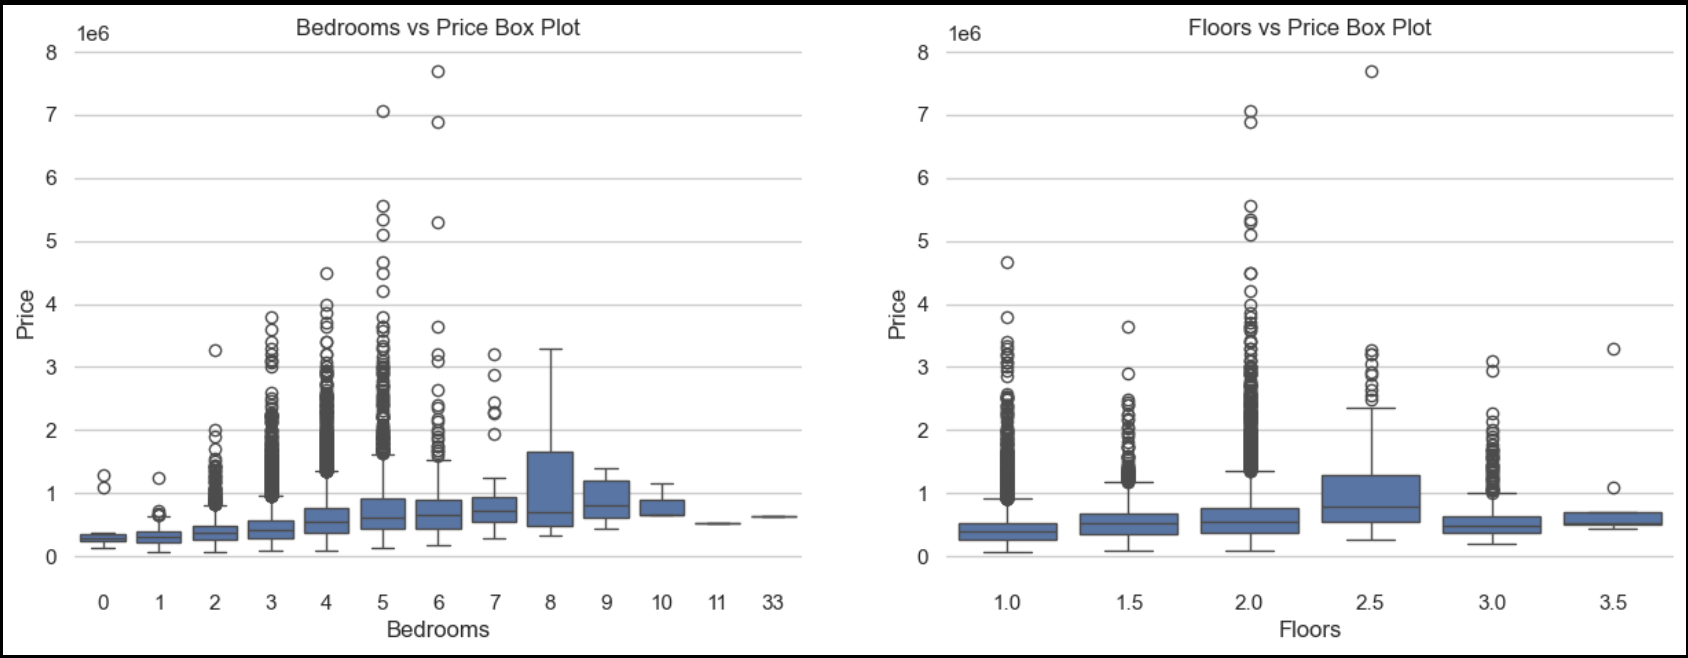 Bedrooms vs Price Box Plot
1e6
8
7
6
5
4
3
2
1
0
Price
0 1 2 3 4 5 6 7 8 9 10 11 33
Bedrooms
Floors vs Price Box Plot
1e6
8
7
6
5
4
3
2
1
0
Price
1.0 1.5 2.0 2.5 3.0 3.5
Floors